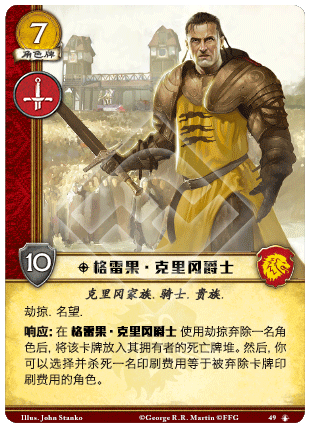 7
角色牌
10
格雷果·克里冈爵士
克里冈家族. 骑士. 贵族.
劫掠. 名望.
响应: 在 格雷果·克里冈爵士 使用劫掠弃除一名角
色后, 将该卡牌放入其拥有者的死亡牌堆。然后, 你
可以选择并杀死一名印刷费用等于被弃除卡牌印
刷费用的角色。
Illus. John Stanko ©George R.R. Martin ©FFG 49